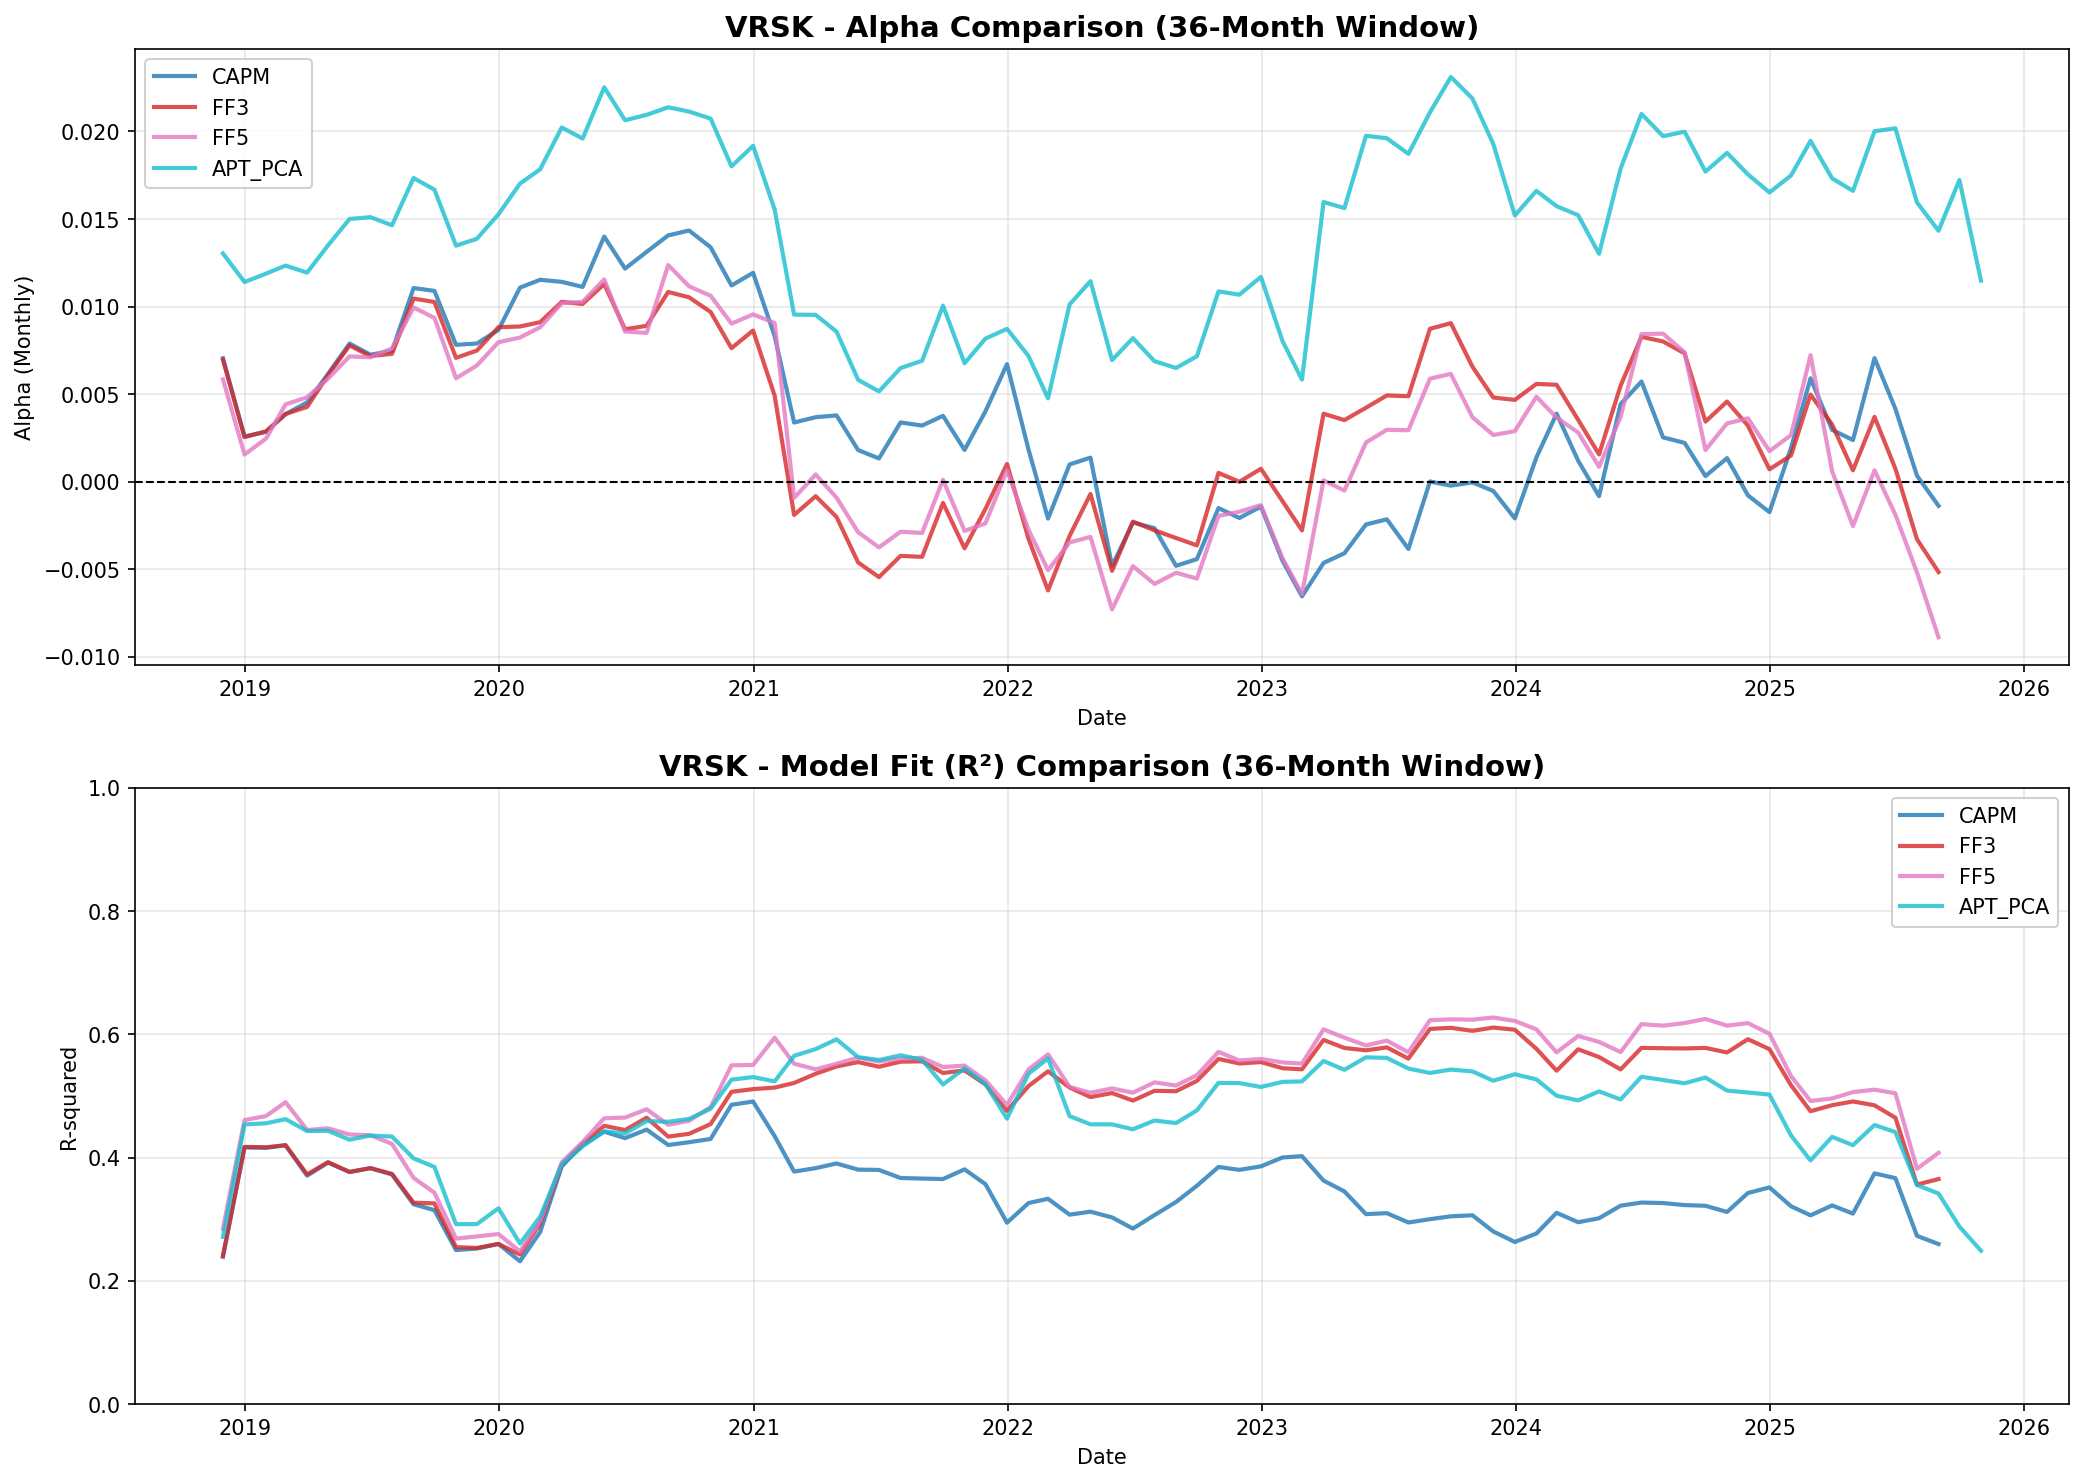 VRSK - Alpha Comparison (36-Month Window)
CAPM
FF3
FF5
APT_PCA
Alpha (Monthly)
0.020
0.015
0.010
0.005
0.000
−0.005
−0.010
2019 2020 2021 2022 2023 2024 2025 2026
Date
VRSK - Model Fit (R²) Comparison (36-Month Window)
CAPM
FF3
FF5
APT_PCA
R-squared
1.0
0.8
0.6
0.4
0.2
0.0
2019 2020 2021 2022 2023 2024 2025 2026
Date